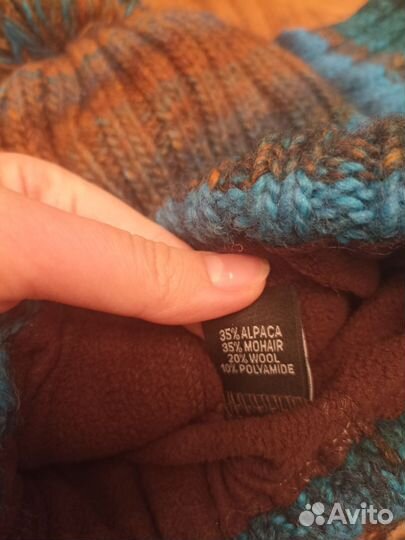 35% ALPACA
35% MOHAIR
20% WOOL
10% POLYAMIDE
Avito